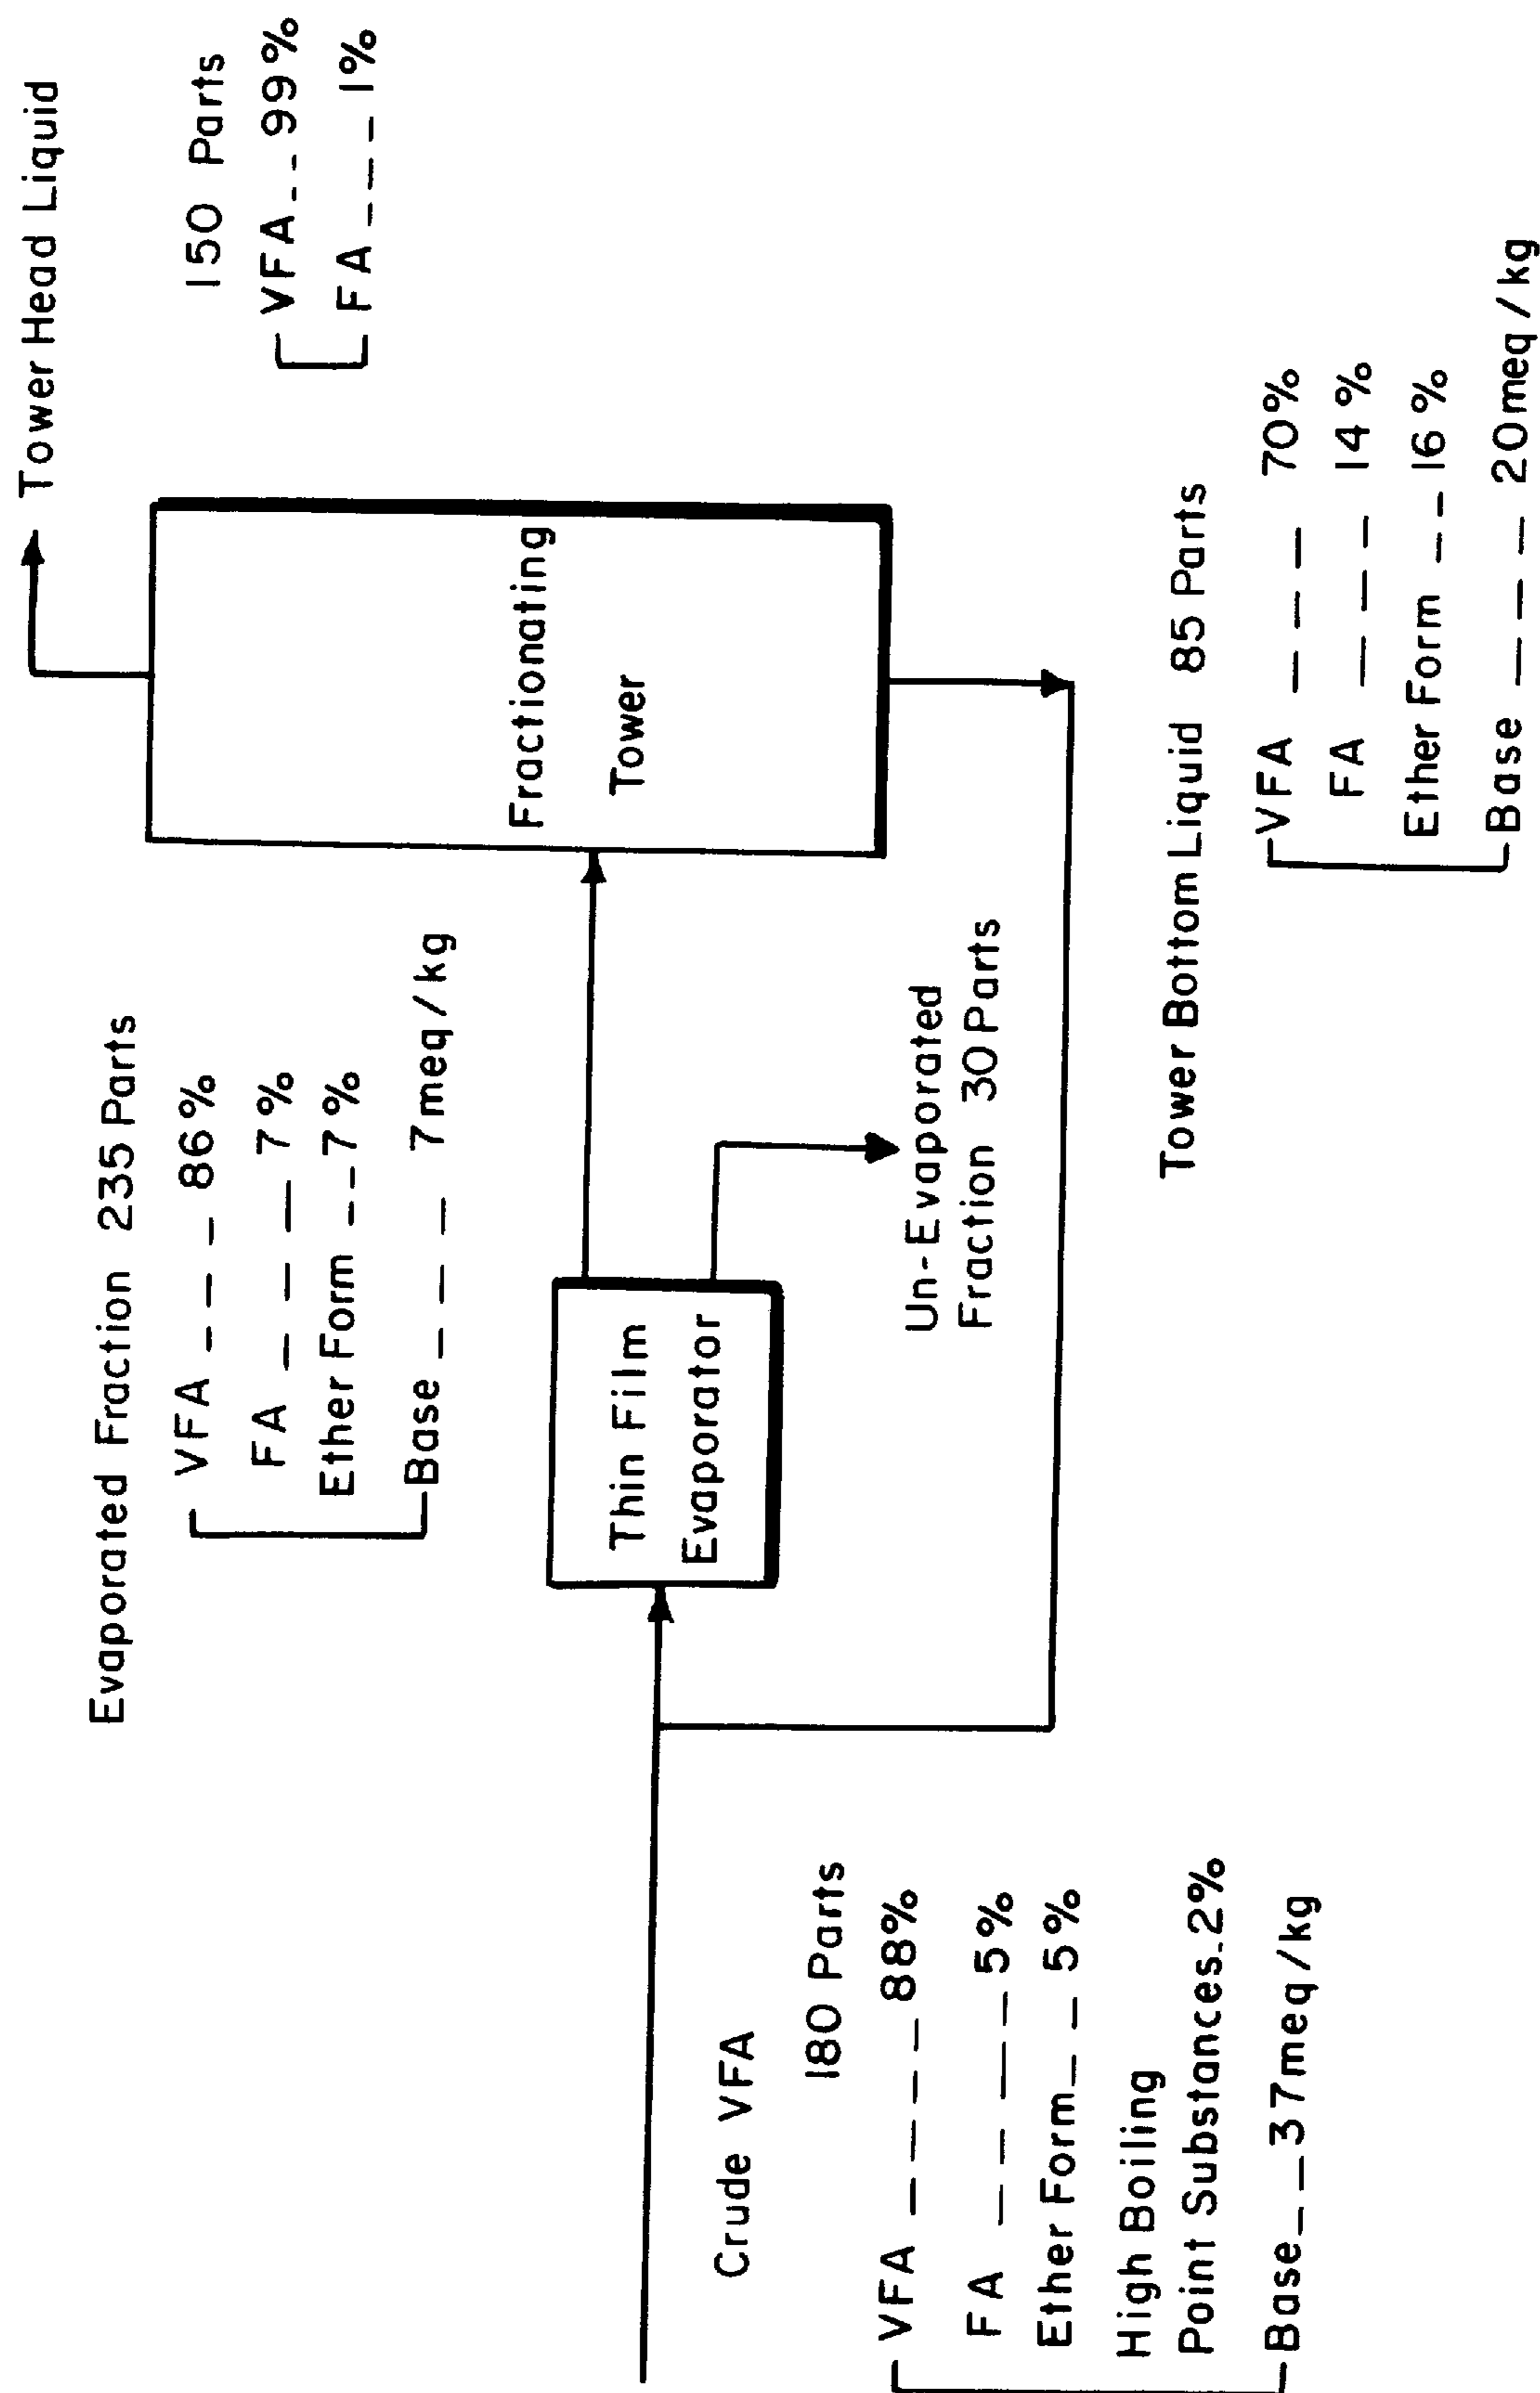 Crude VFA
180 Parts
VFA ---- 88%
FA ---- 5%
Ether Form -- 5%
High Boiling
Point Substances. 2%
Base -- 37meq/kg
Evaporated Fraction 235 Parts
VFA --- 86%
FA ---- 7%
Ether Form -- 7%
Base --- 7meq/kg
Thin Film
Evaporator
Un-Evaporated
Fraction 30 Parts
Fractionating
Tower
Tower Head Liquid
150 Parts
VFA -- 99%
FA --- 1%
Tower Bottom Liquid 85 Parts
VFA --- 70%
FA --- 14%
Ether Form -- 16%
Base --- 20meq/kg